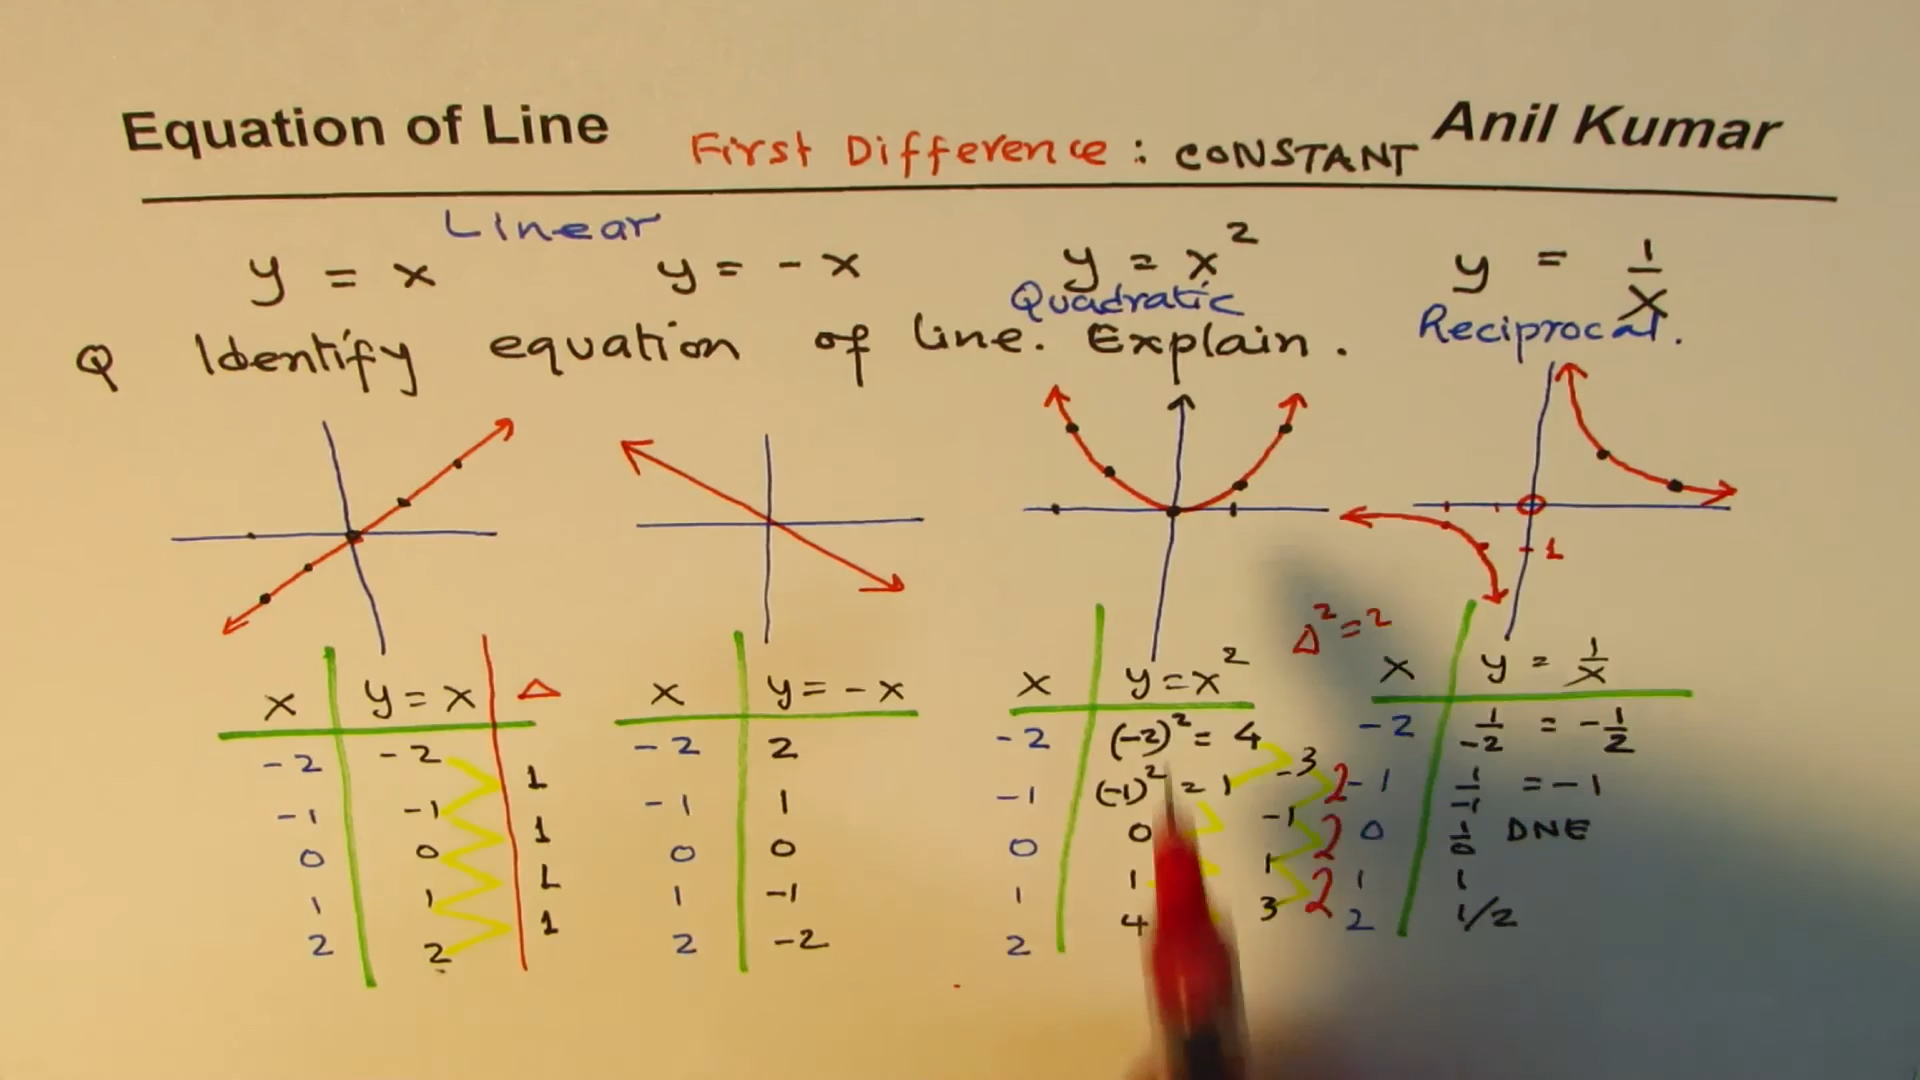 Equation of Line First Difference : CONSTANT Anil Kumar
Linear
y = x y = - x y = x² y = 1/x
Quadratic Reciprocal.
Q Identify equation of line. Explain.
1
Δ² = 2
x y = x Δ x y = - x x y = x² x y = 1/x
-2 -2 -2 2 -2 (-2)² = 4 -2 1/-2 = -1/2
1 -3
-1 -1 -1 1 -1 (-1)² = 1 2 -1 1/-1 = -1
1 -1
0 0 0 0 0 0 2 0 1/0 DNE
1 1
1 1 1 -1 1 1 2 1 1
1 3
2 2 2 -2 2 4 2 1/2